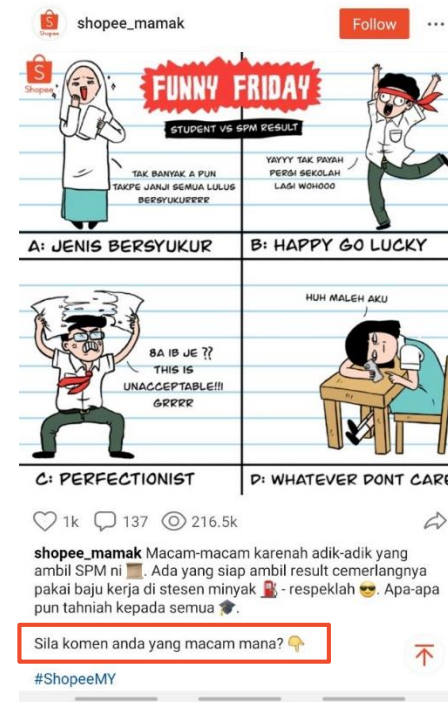 Shopee
shopee_mamak
Follow
Shopee
FUNNY FRIDAY
STUDENT VS SPM RESULT
TAK BANYAK A PUN
TAKPE JANJI SEMUA LULUS
BERSYUKURRRR
YAYYY TAK PAYAH
PERGI SEKOLAH
LAGI WOHOOO
A: JENIS BERSYUKUR
B: HAPPY GO LUCKY
8A 1B JE ??
THIS IS
UNACCEPTABLE!!!
GRRRR
HUH MALEH AKU
C: PERFECTIONIST
D: WHATEVER DONT CARE
1k
137
216.5k
shopee_mamak Macam-macam karenah adik-adik yang
ambil SPM ni 📜. Ada yang siap ambil result cemerlangnya
pakai baju kerja di stesen minyak ⛽ - respeklah 😎. Apa-apa
pun tahniah kepada semua 🎓.
Sila komen anda yang macam mana? 👇
#ShopeeMY